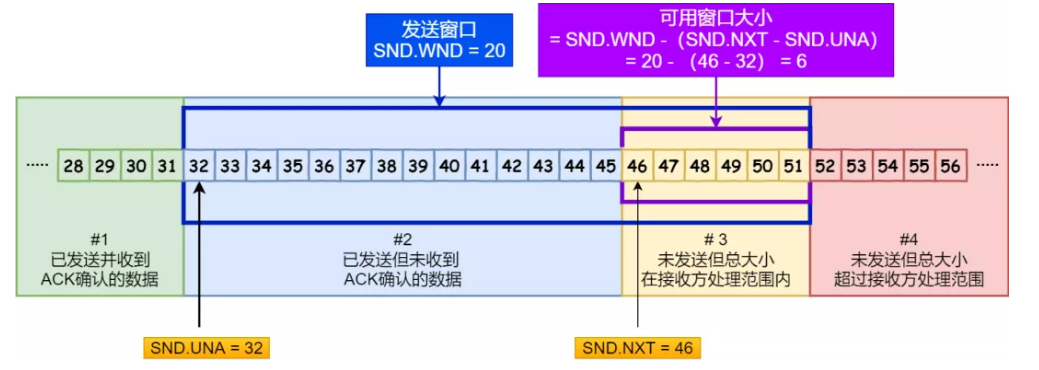 发送窗口
SND.WND = 20
可用窗口大小
= SND.WND -（SND.NXT - SND.UNA）
= 20 -（46 - 32） = 6
····· 28 29 30 31 32 33 34 35 36 37 38 39 40 41 42 43 44 45 46 47 48 49 50 51 52 53 54 55 56 ·····
#1
已发送并收到
ACK确认的数据
#2
已发送但未收到
ACK确认的数据
# 3
未发送但总大小
在接收方处理范围内
#4
未发送但总大小
超过接收方处理范围
SND.UNA = 32
SND.NXT = 46